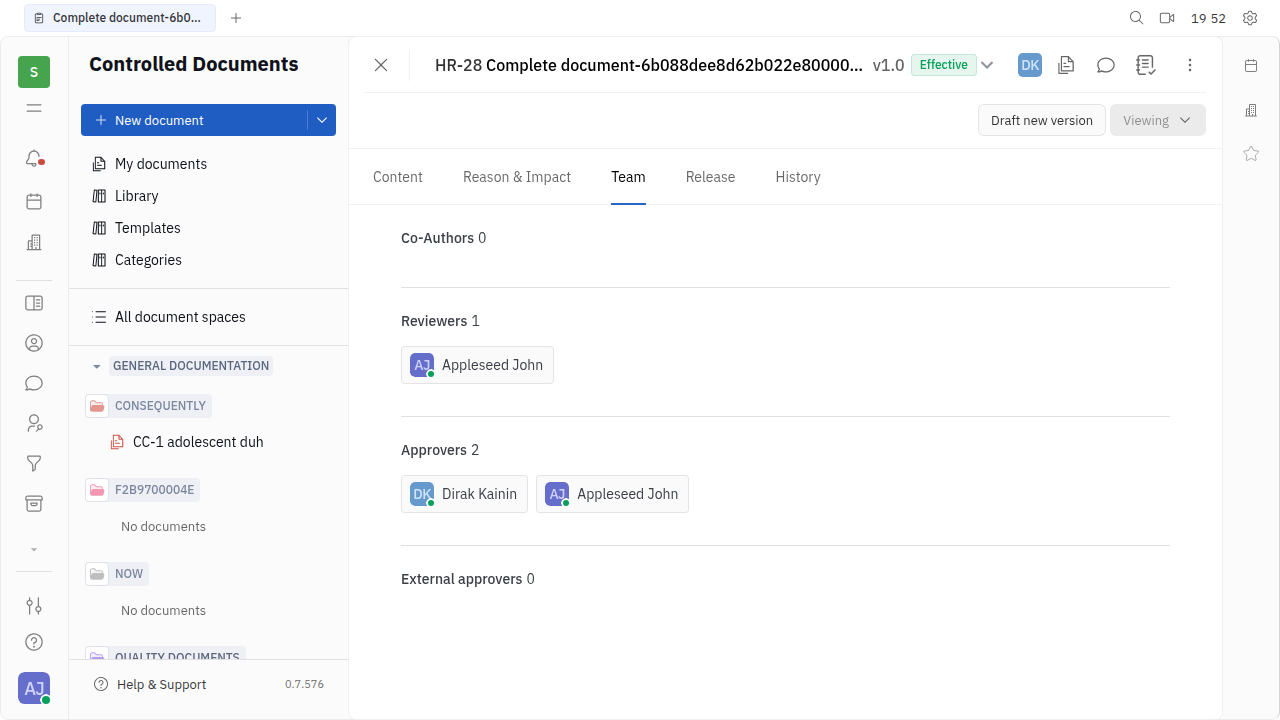 Complete document-6b0...
19 52
S
Controlled Documents
New document
My documents
Library
Templates
Categories
All document spaces
GENERAL DOCUMENTATION
CONSEQUENTLY
CC-1 adolescent duh
F2B9700004E
No documents
NOW
No documents
QUALITY DOCUMENTS
Help & Support
0.7.576
AJ
HR-28 Complete document-6b088dee8d62b022e80000... v1.0 Effective
DK
Draft new version
Viewing
Content Reason & Impact Team Release History
Co-Authors 0
Reviewers 1
AJ Appleseed John
Approvers 2
DK Dirak Kainin AJ Appleseed John
External approvers 0